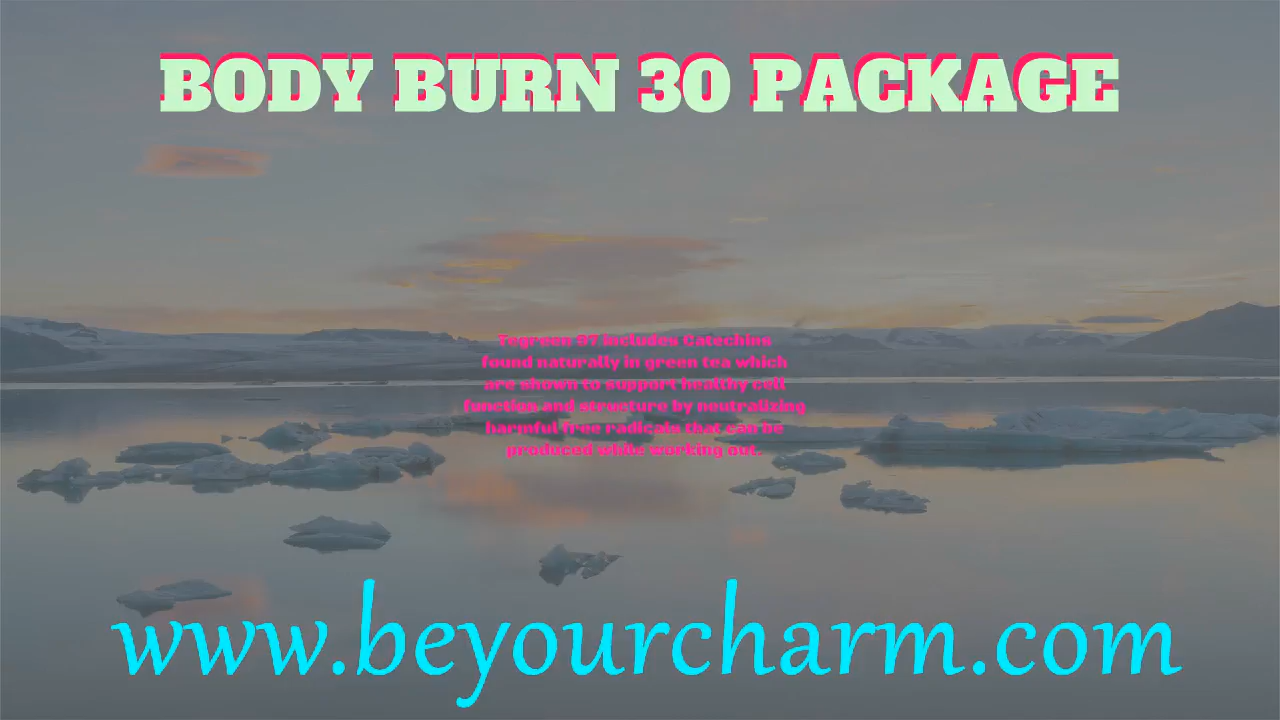 BODY BURN 30 PACKAGE
Tegreen 97 includes Catechins
found naturally in green tea which
are shown to support healthy cell
function and structure by neutralizing
harmful free radicals that can be
produced while working out.
www.beyourcharm.com